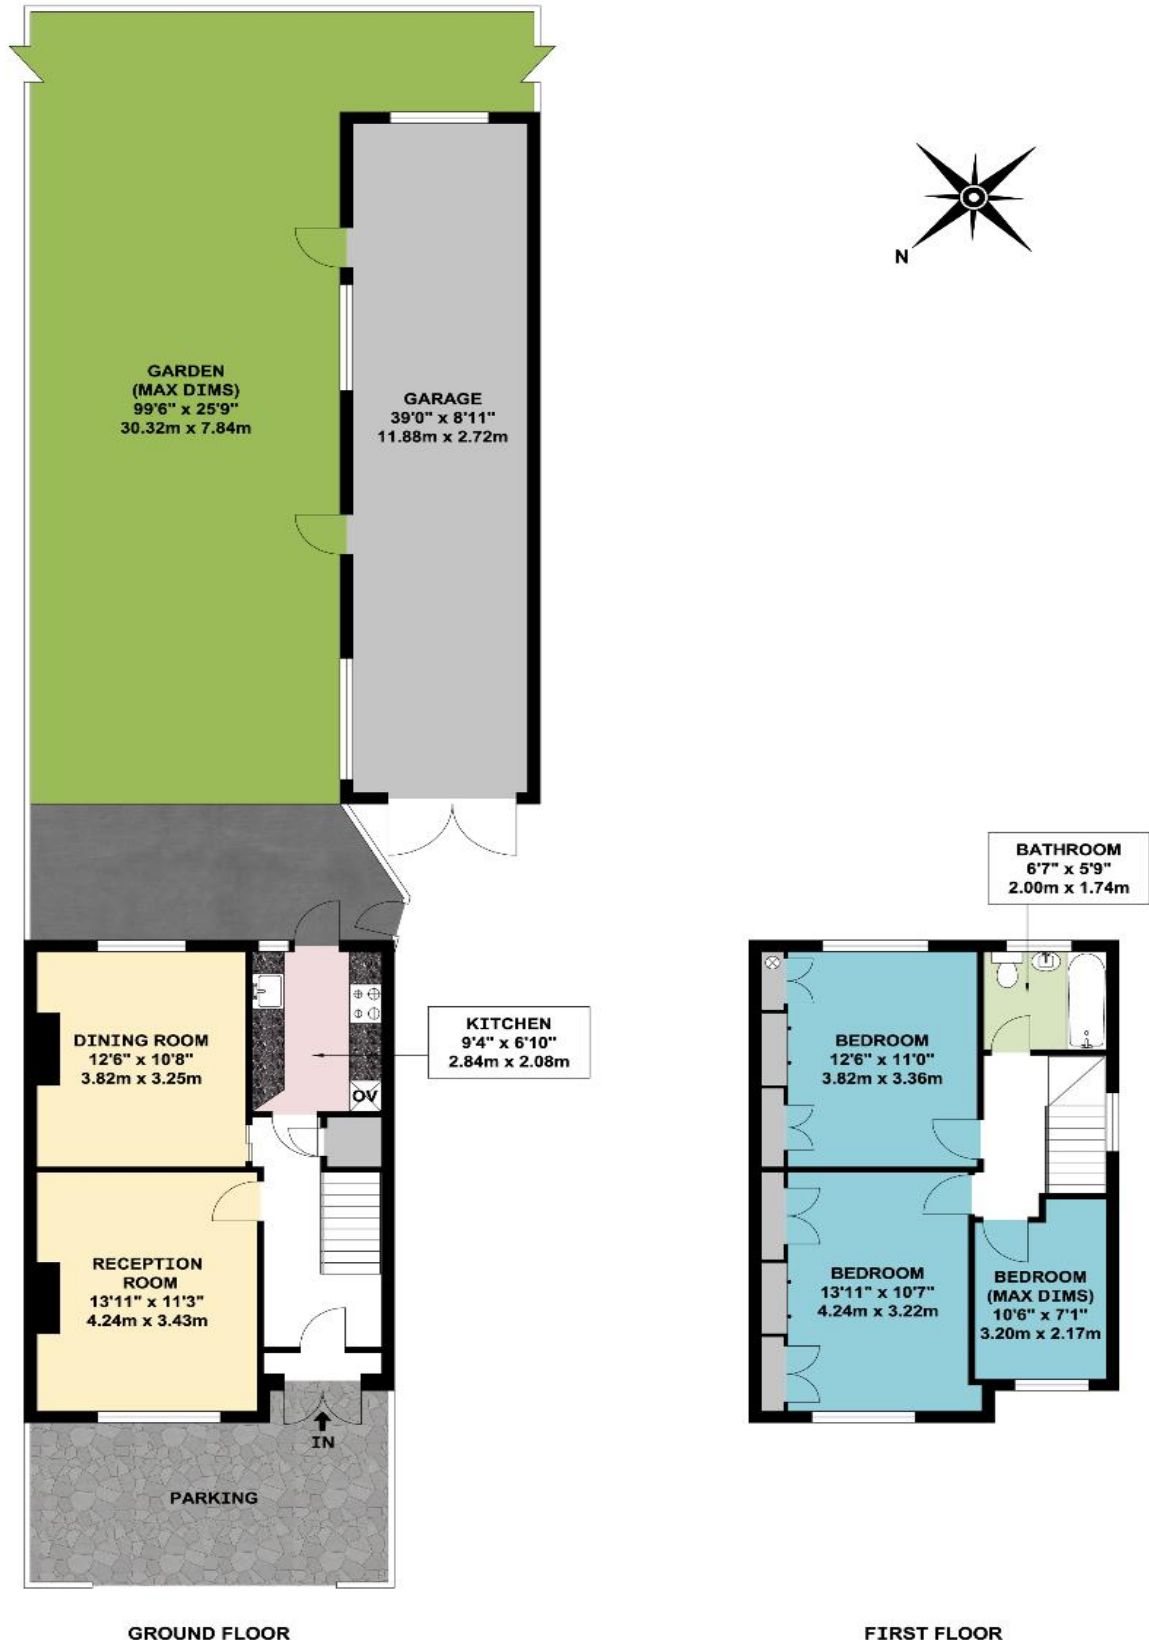 N
GARDEN
(MAX DIMS)
99'6" x 25'9"
30.32m x 7.84m
GARAGE
39'0" x 8'11"
11.88m x 2.72m
DINING ROOM
12'6" x 10'8"
3.82m x 3.25m
KITCHEN
9'4" x 6'10"
2.84m x 2.08m
OV
RECEPTION
ROOM
13'11" x 11'3"
4.24m x 3.43m
IN
PARKING
GROUND FLOOR
BATHROOM
6'7" x 5'9"
2.00m x 1.74m
BEDROOM
12'6" x 11'0"
3.82m x 3.36m
BEDROOM
13'11" x 10'7"
4.24m x 3.22m
BEDROOM
(MAX DIMS)
10'6" x 7'1"
3.20m x 2.17m
FIRST FLOOR